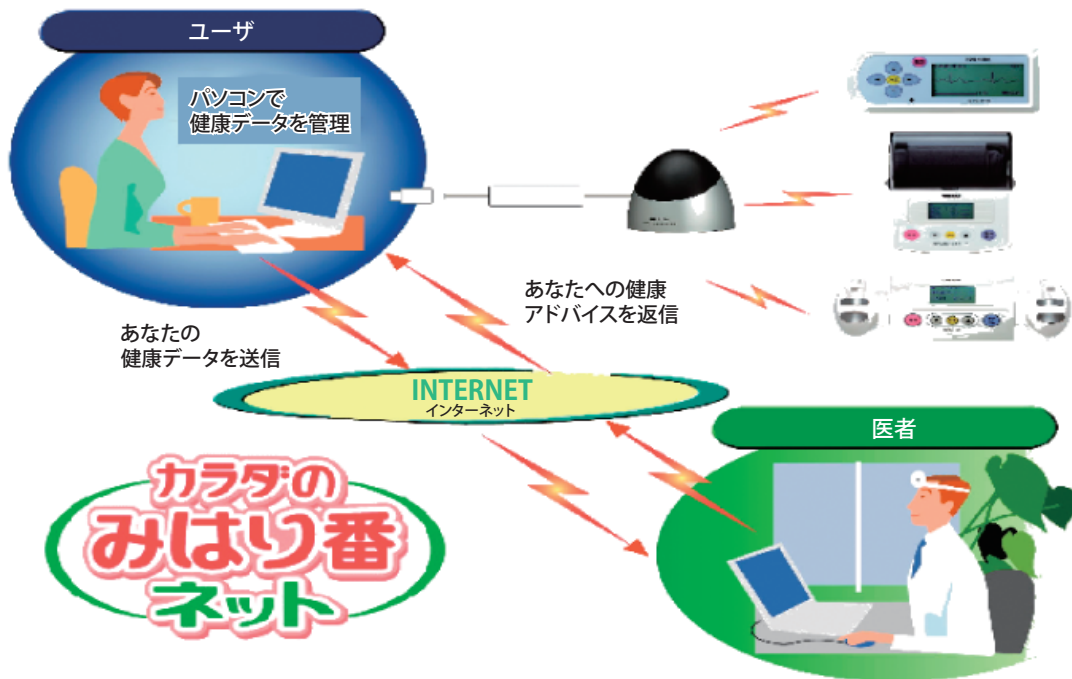 ユーザ
パソコンで
健康データを管理
あなたへの健康
アドバイスを返信
あなたの
健康データを送信
INTERNET
インターネット
医者
カラダの
みはり番
ネット